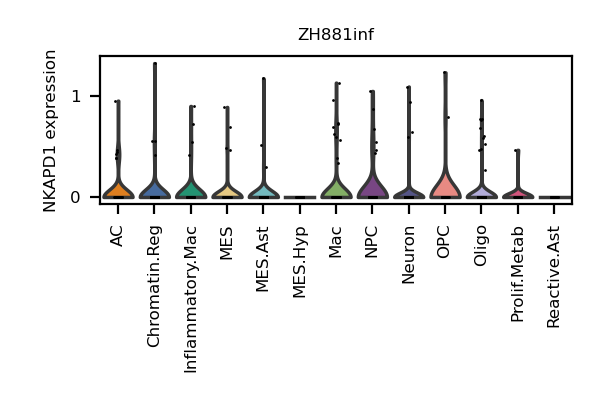 ZH881inf
NKAPD1 expression
1
0
AC
Chromatin.Reg
Inflammatory.Mac
MES
MES.Ast
MES.Hyp
Mac
NPC
Neuron
OPC
Oligo
Prolif.Metab
Reactive.Ast